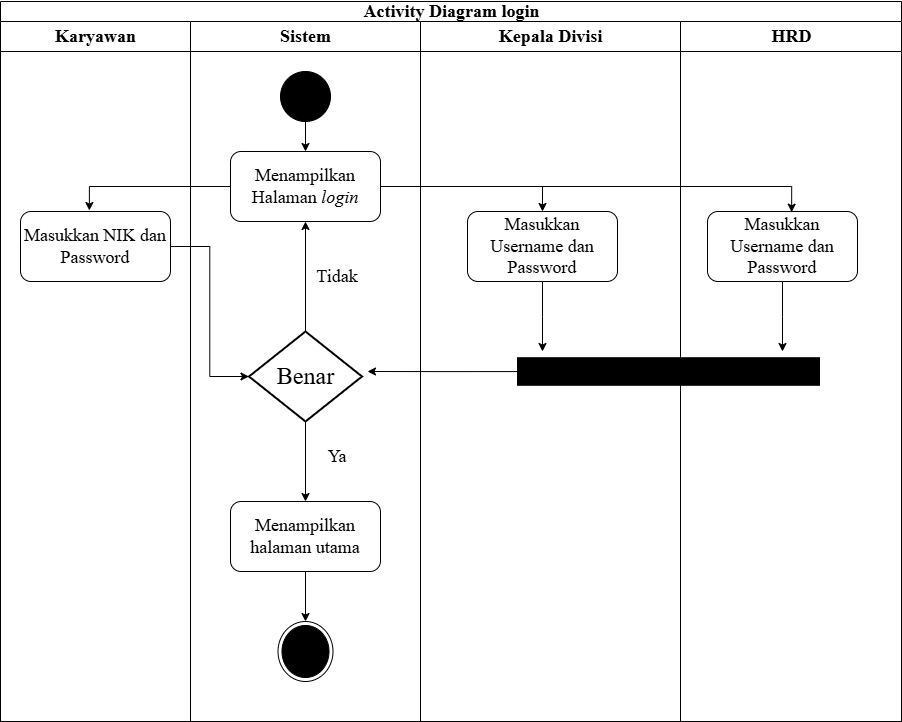 Activity Diagram login
Karyawan
Sistem
Kepala Divisi
HRD
Menampilkan
Halaman login
Masukkan NIK dan
Password
Masukkan
Username dan
Password
Masukkan
Username dan
Password
Tidak
Benar
Ya
Menampilkan
halaman utama